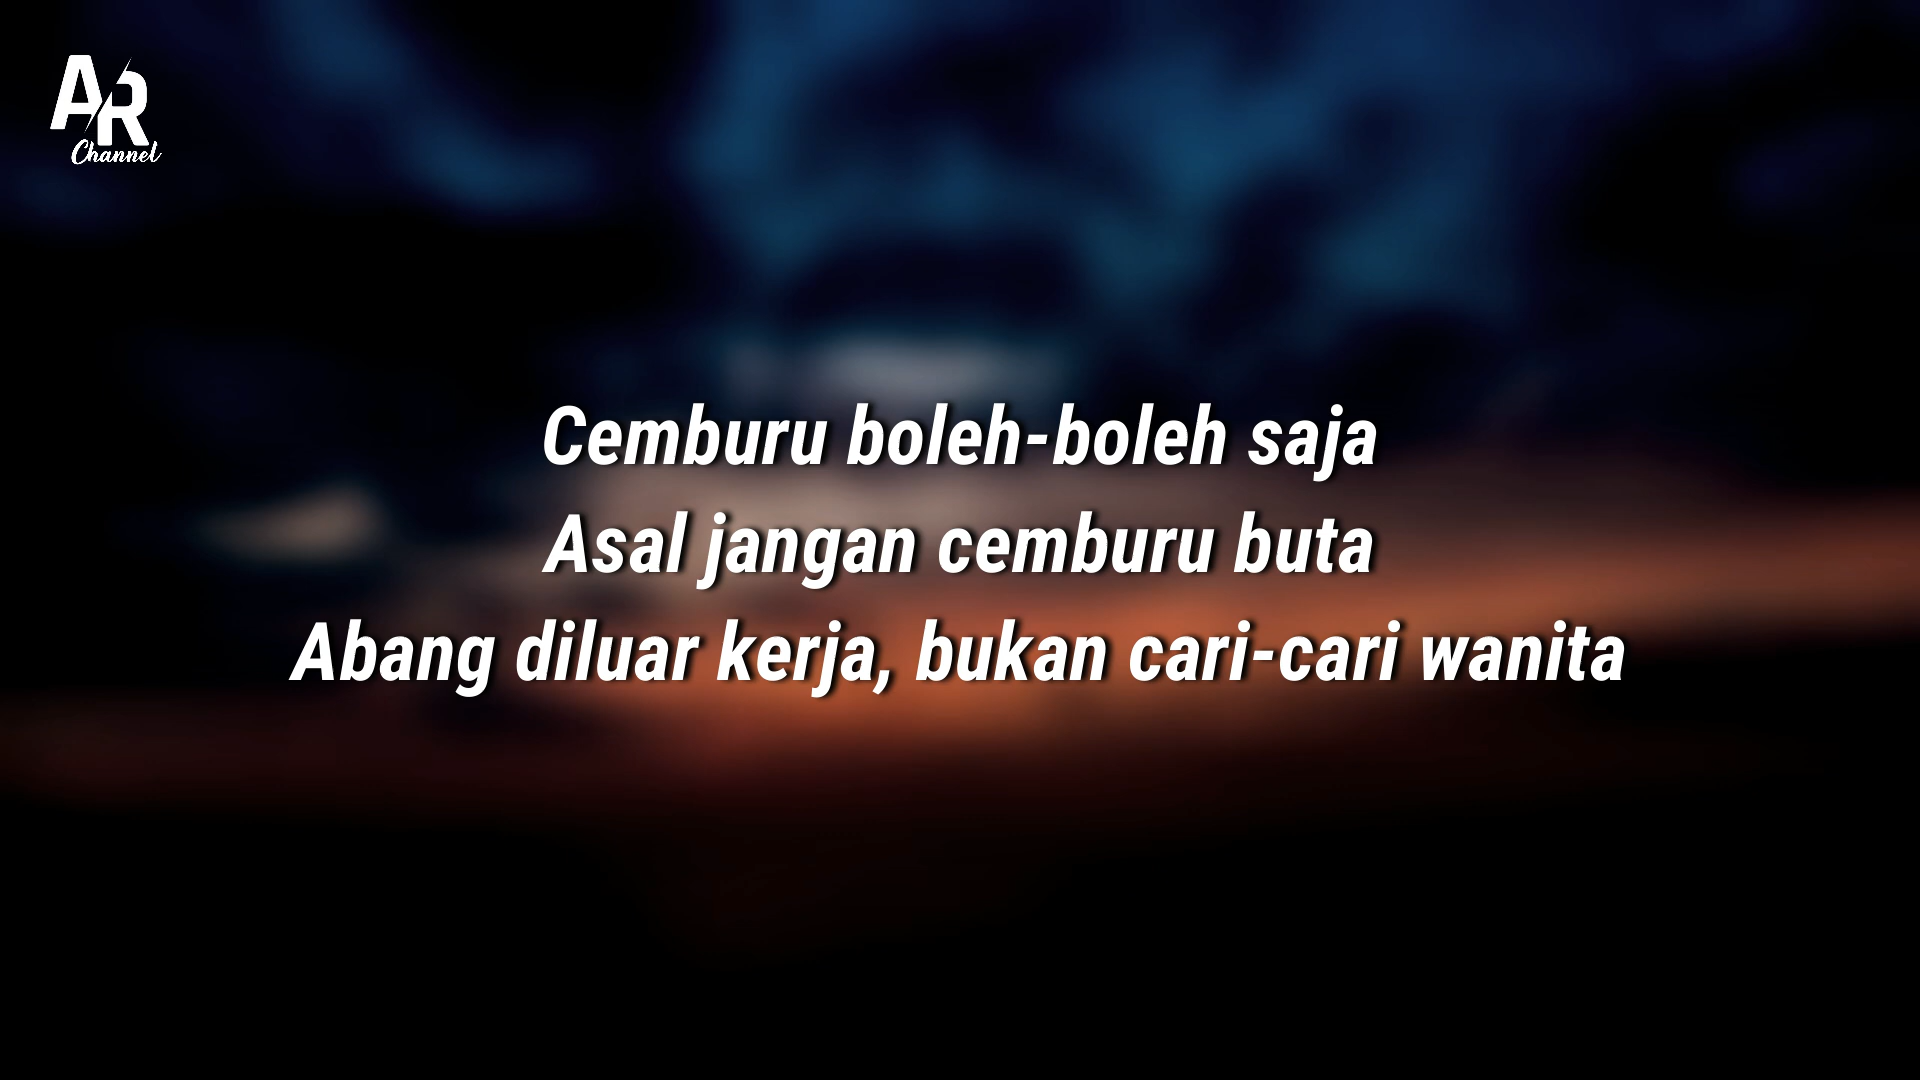 AR
Channel
Cemburu boleh-boleh saja
Asal jangan cemburu buta
Abang diluar kerja, bukan cari-cari wanita